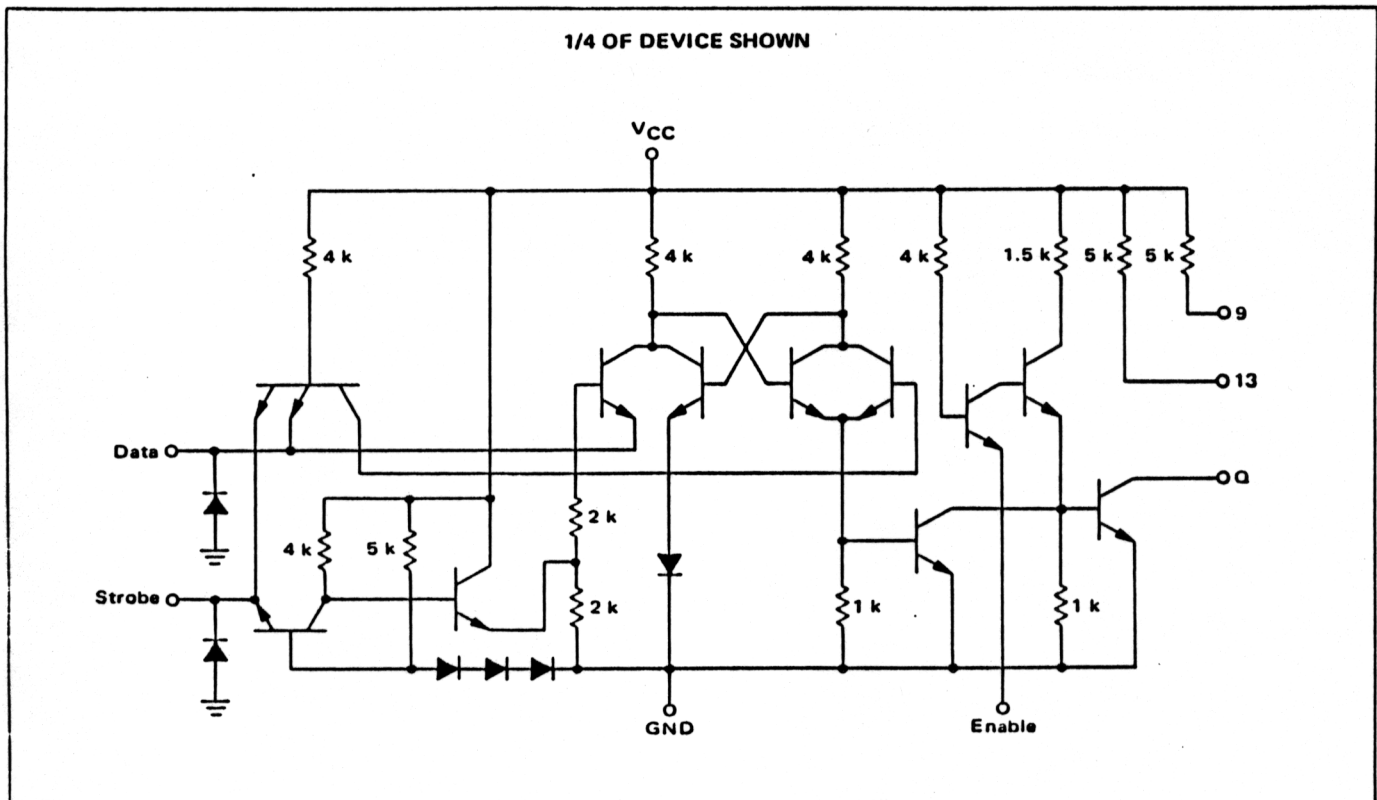 1/4 OF DEVICE SHOWN
VCC
4 k
4 k
4 k
4 k
1.5 k
5 k
5 k
9
13
Data
Q
2 k
4 k
5 k
Strobe
2 k
1 k
1 k
GND
Enable